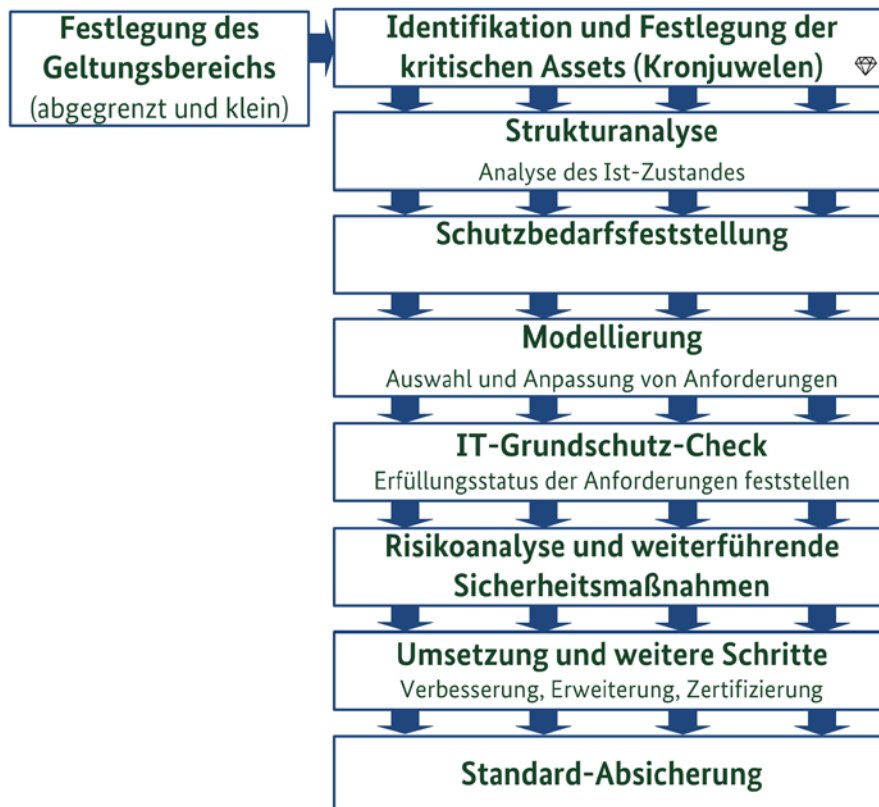 Festlegung des
Geltungsbereichs
(abgegrenzt und klein)
Identifikation und Festlegung der
kritischen Assets (Kronjuwelen)
Strukturanalyse
Analyse des Ist-Zustandes
Schutzbedarfsfeststellung
Modellierung
Auswahl und Anpassung von Anforderungen
IT-Grundschutz-Check
Erfüllungsstatus der Anforderungen feststellen
Risikoanalyse und weiterführende
Sicherheitsmaßnahmen
Umsetzung und weitere Schritte
Verbesserung, Erweiterung, Zertifizierung
Standard-Absicherung